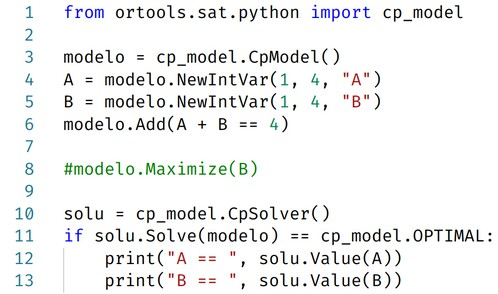 1 from ortools.sat.python import cp_model
2
3 modelo = cp_model.CpModel()
4 A = modelo.NewIntVar(1, 4, "A")
5 B = modelo.NewIntVar(1, 4, "B")
6 modelo.Add(A + B == 4)
7
8 #modelo.Maximize(B)
9
10 solu = cp_model.CpSolver()
11 if solu.Solve(modelo) == cp_model.OPTIMAL:
12     print("A == ", solu.Value(A))
13     print("B == ", solu.Value(B))